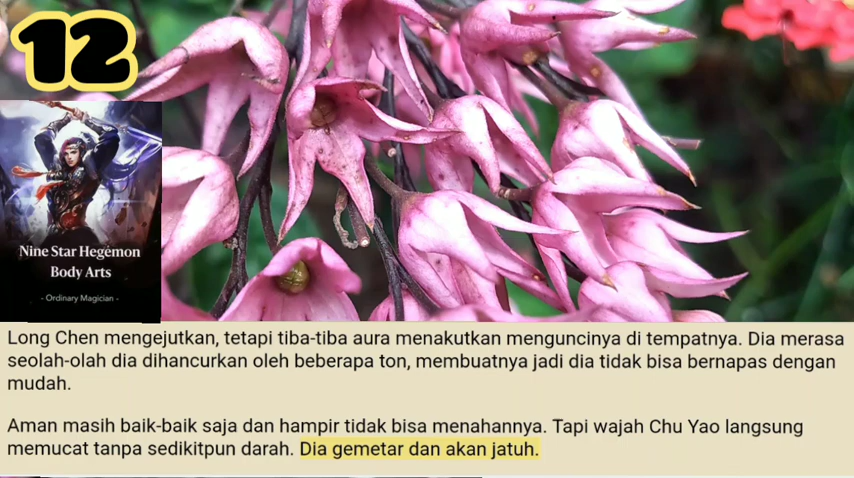 12
Nine Star Hegemon
Body Arts
- Ordinary Magician -
Long Chen mengejutkan, tetapi tiba-tiba aura menakutkan menguncinya di tempatnya. Dia merasa
seolah-olah dia dihancurkan oleh beberapa ton, membuatnya jadi dia tidak bisa bernapas dengan
mudah.
Aman masih baik-baik saja dan hampir tidak bisa menahannya. Tapi wajah Chu Yao langsung
memucat tanpa sedikitpun darah. Dia gemetar dan akan jatuh.